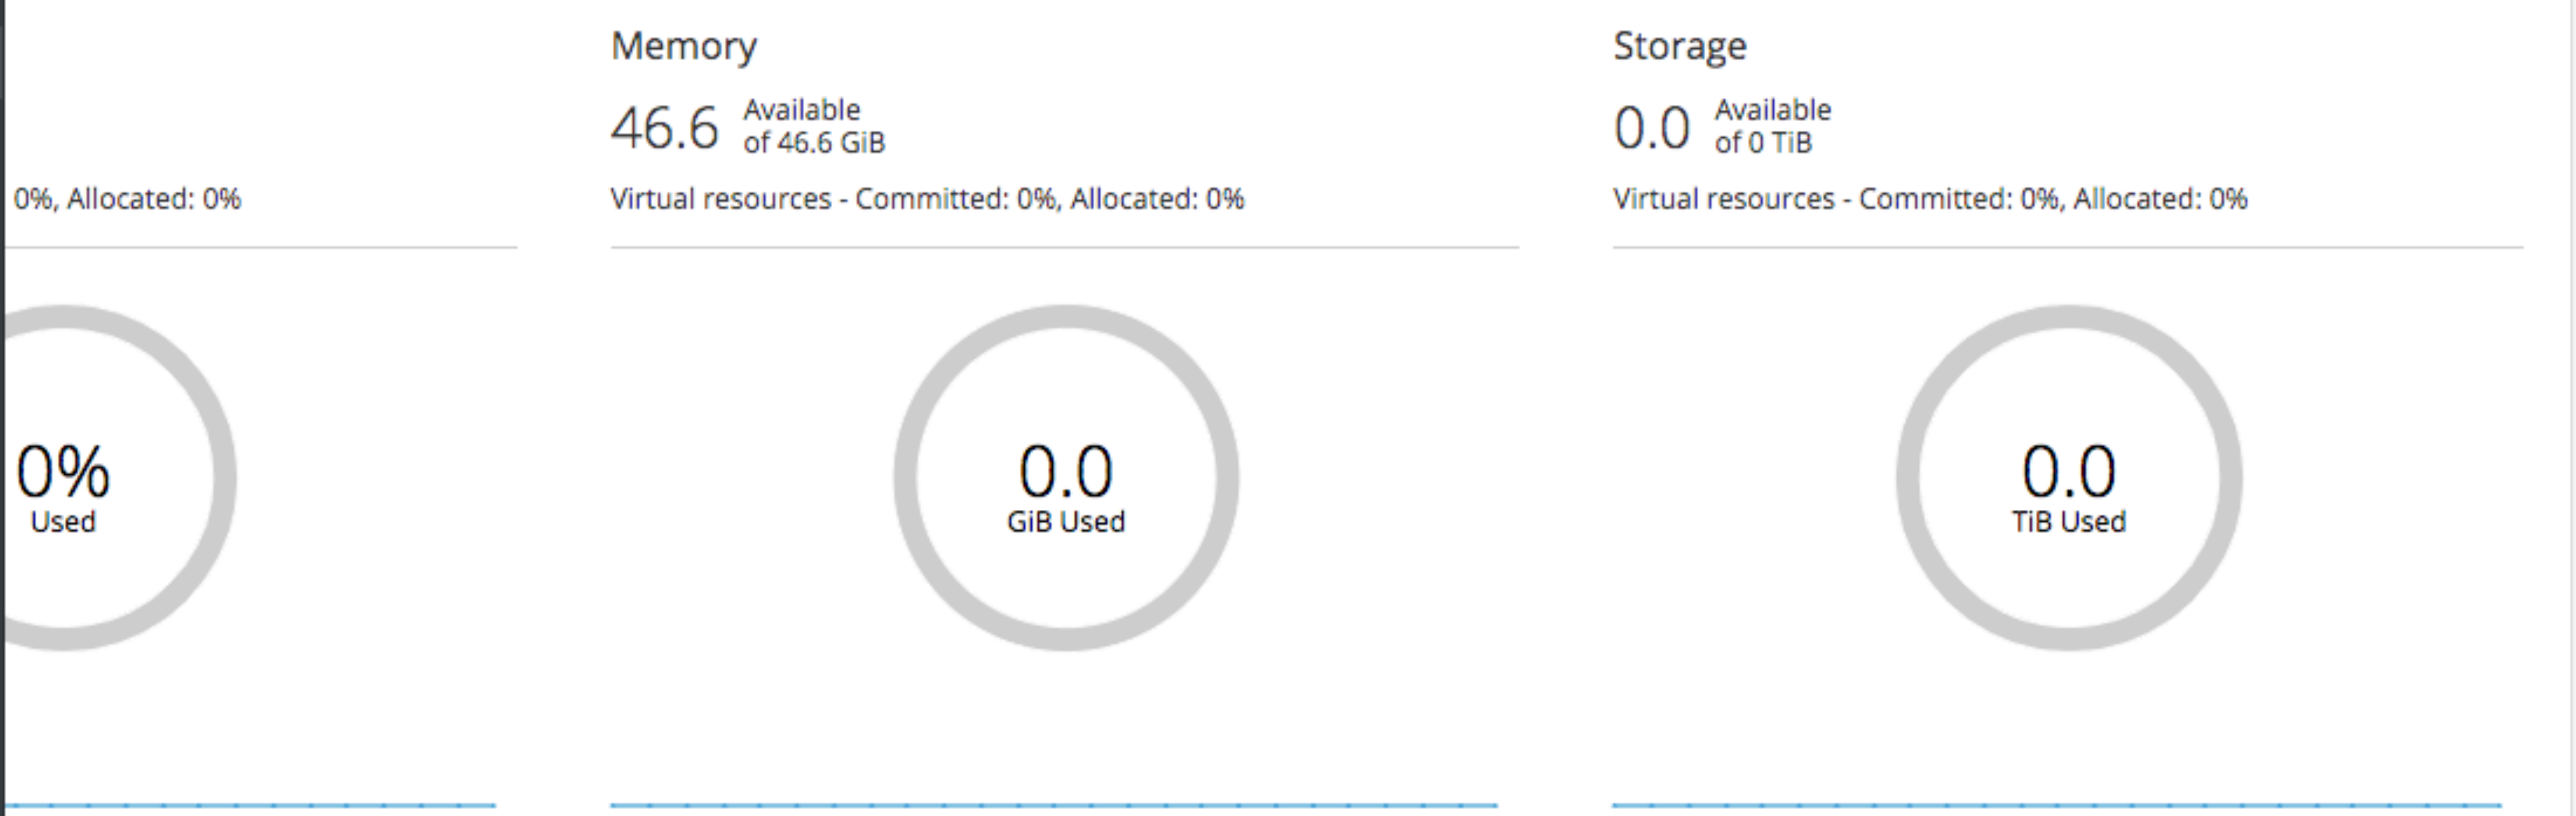 Memory
46.6 Available
of 46.6 GiB
Storage
0.0 Available
of 0 TiB
0%, Allocated: 0%
Virtual resources - Committed: 0%, Allocated: 0%
Virtual resources - Committed: 0%, Allocated: 0%
0%
Used
0.0
GiB Used
0.0
TiB Used